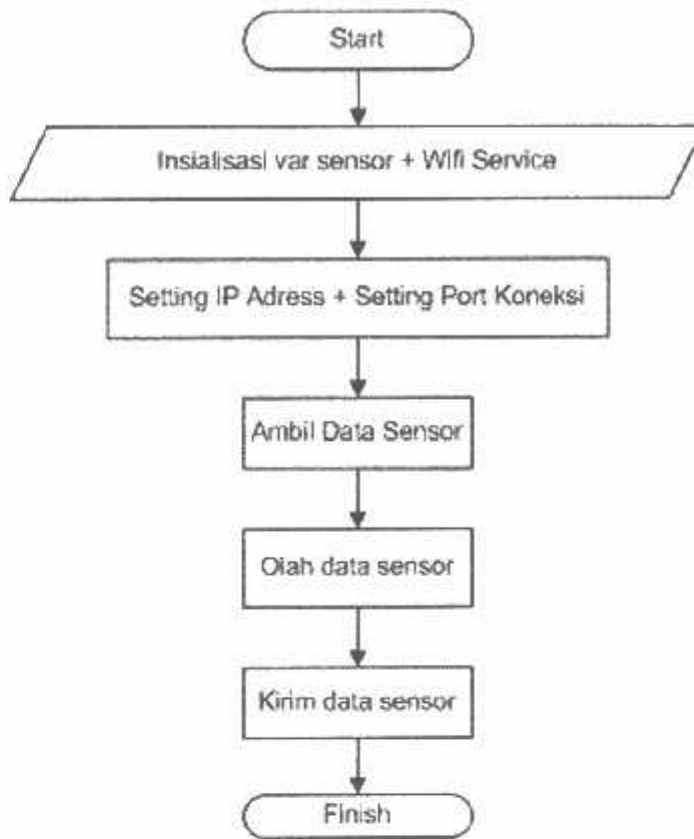 Start
Insialisasi var sensor + Wifi Service
Setting IP Adress + Setting Port Koneksi
Ambil Data Sensor
Olah data sensor
Kirim data sensor
Finish